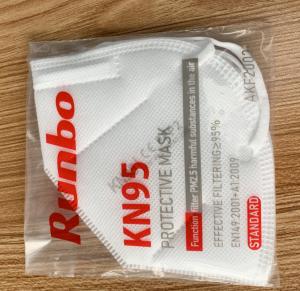 Runbo
KN95
PROTECTIVE MASK
Function Filter PM2.5 harmful substances in the air
EFFECTIVE FILTERING≥95%
EN149:2001+A1:2009
STANDARD
AKF2002